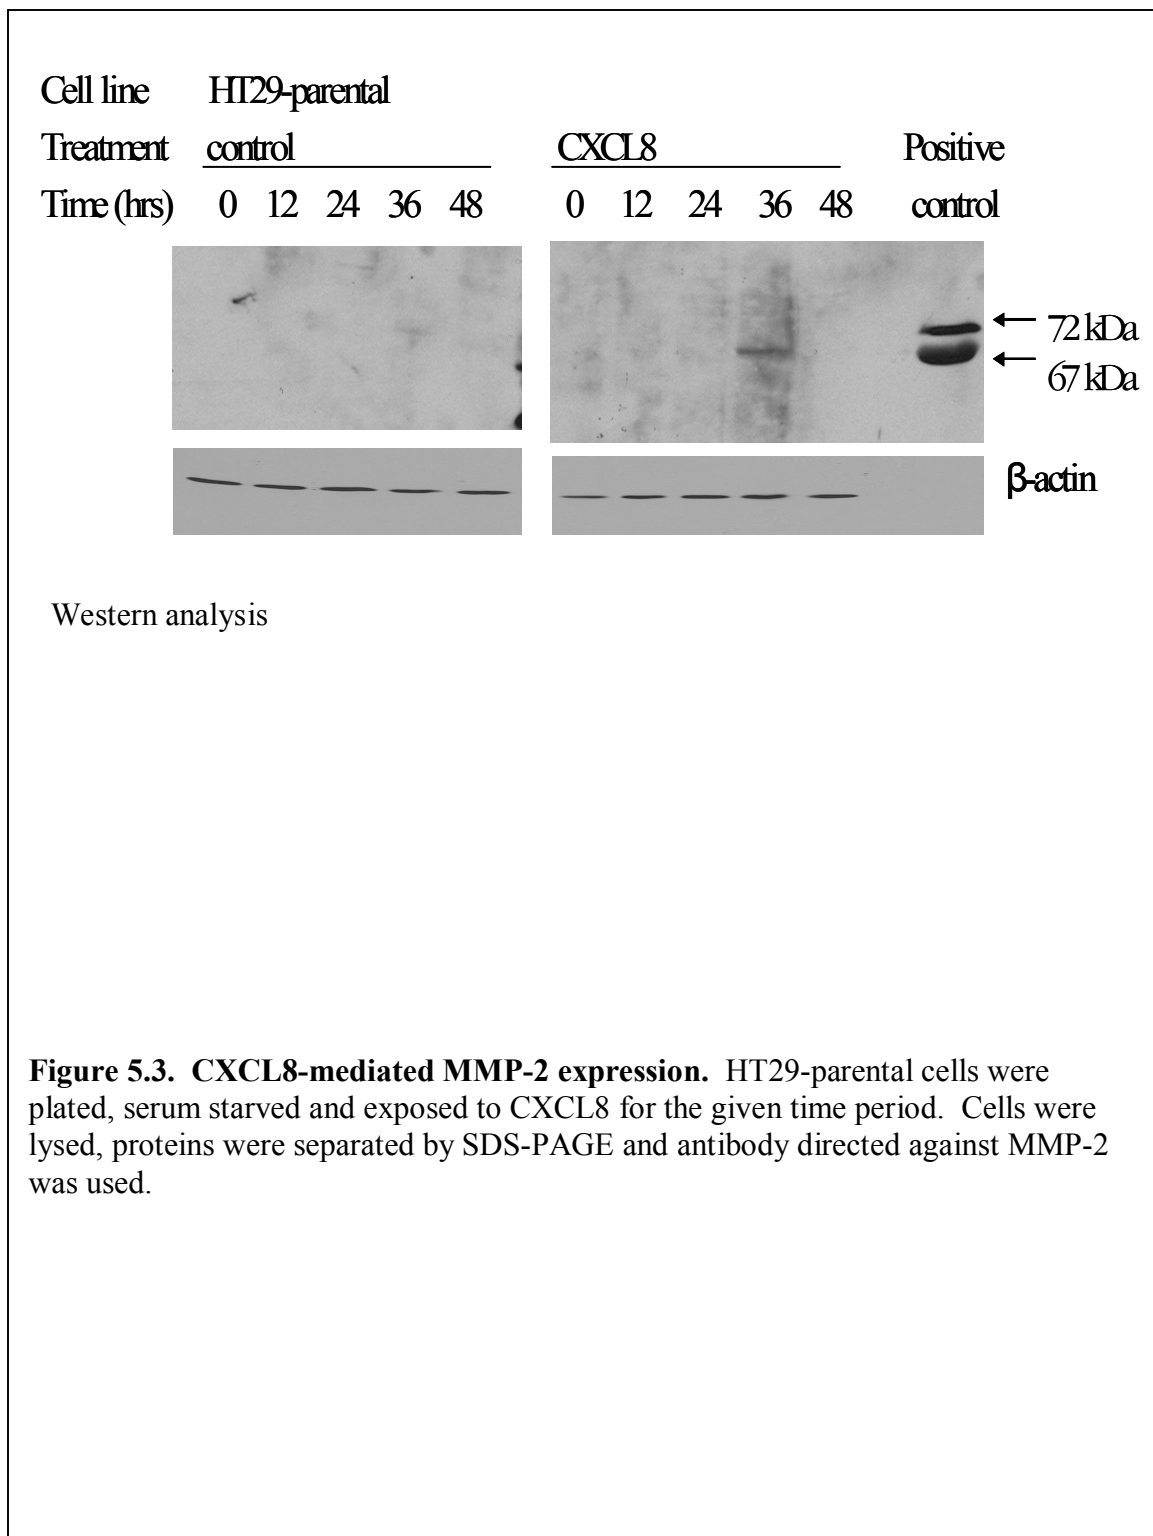 Cell line HT29-parental
Treatment control CXCL8 Positive
Time (hrs) 0 12 24 36 48 0 12 24 36 48 control
72 kDa
67 kDa
β-actin
Western analysis
Figure 5.3. CXCL8-mediated MMP-2 expression. HT29-parental cells were
plated, serum starved and exposed to CXCL8 for the given time period. Cells were
lysed, proteins were separated by SDS-PAGE and antibody directed against MMP-2
was used.